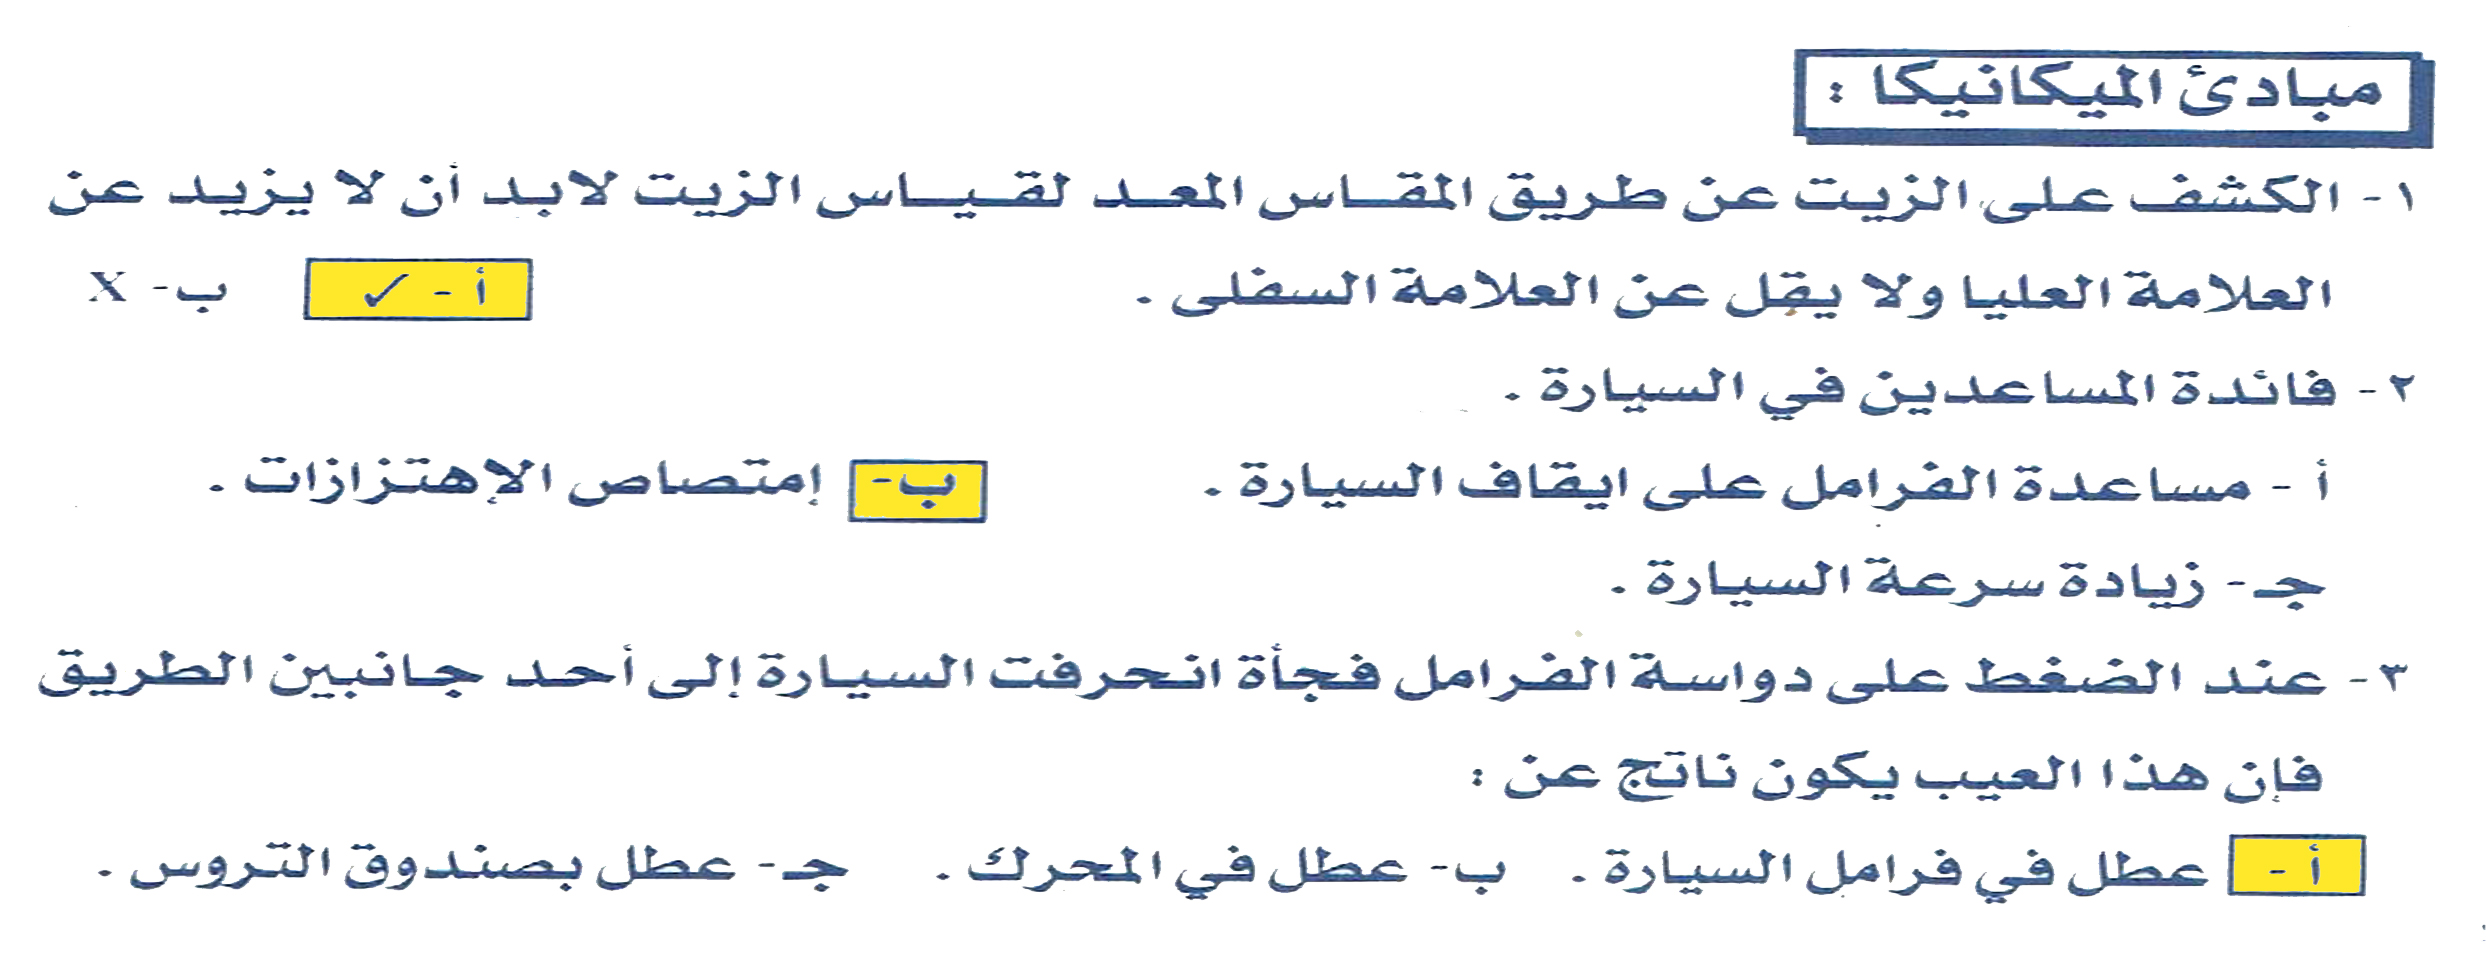 مبادئ الميكانيكا :
١- الكشف على الزيت عن طريق المقاس المعد لقياس الزيت لابد أن لا يزيد عن
العلامة العليا ولا يقل عن العلامة السفلى . أ - ✓ ب- X
٢- فائدة المساعدين في السيارة .
أ - مساعدة الفرامل على ايقاف السيارة . ب- إمتصاص الإهتزازات .
جـ- زيادة سرعة السيارة .
٣- عند الضغط على دواسة الفرامل فجأة انحرفت السيارة إلى أحد جانبين الطريق
فإن هذا العيب يكون ناتج عن :
أ - عطل في فرامل السيارة . ب- عطل في المحرك . جـ- عطل بصندوق التروس .